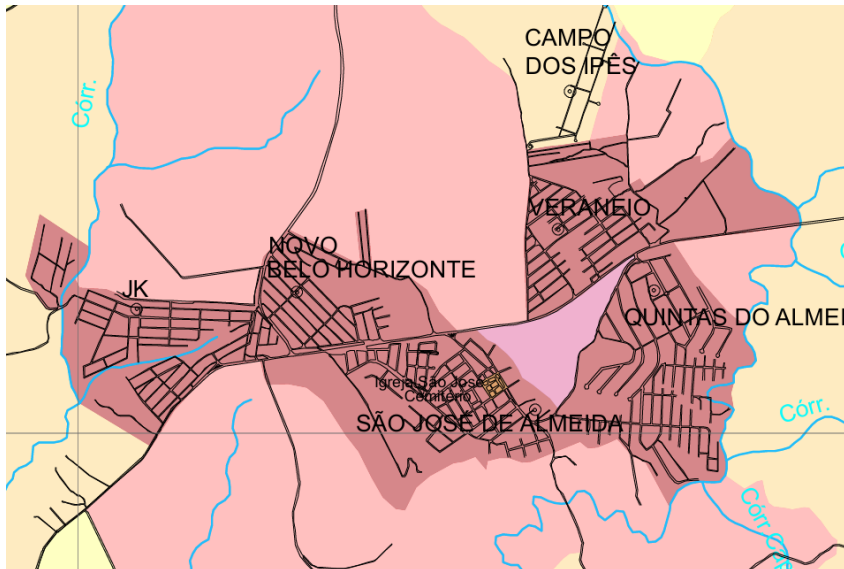 CAMPO
DOS IPÊS
Córr.
VERANEIO
NOVO
BELO HORIZONTE
JK
QUINTAS DO ALMEI
Igreja São José
Cemitério
SÃO JOSÉ DE ALMEIDA
Córr.
Córr